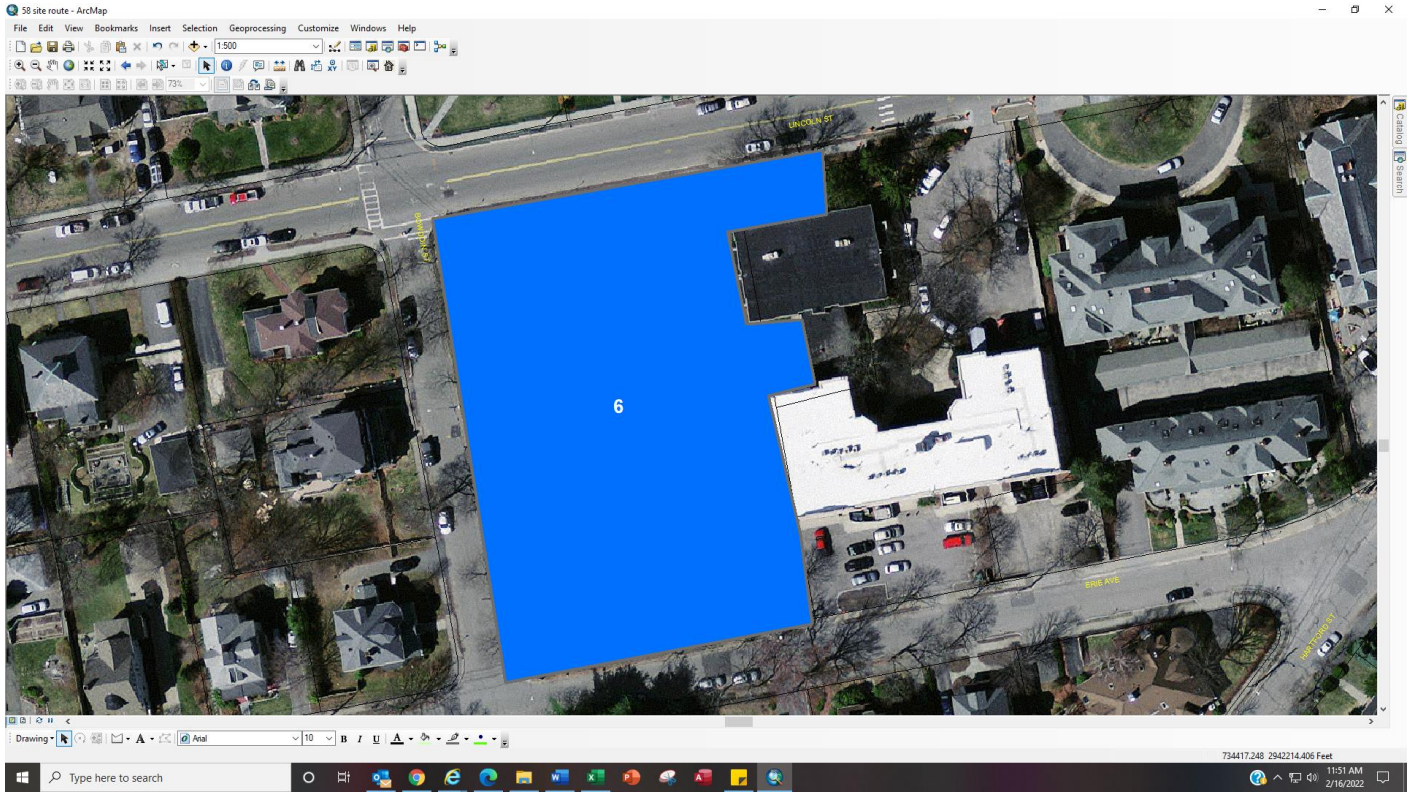 58 site route - ArcMap
File Edit View Bookmarks Insert Selection Geoprocessing Customize Windows Help
1:500
73%
Catalog
Search
LINCOLN ST
6
ERIE AVE
HARTFORD ST
Drawing
A
Arial
10
B I U A
734417.248 2942214.406 Feet
Type here to search
11:51 AM
2/16/2022